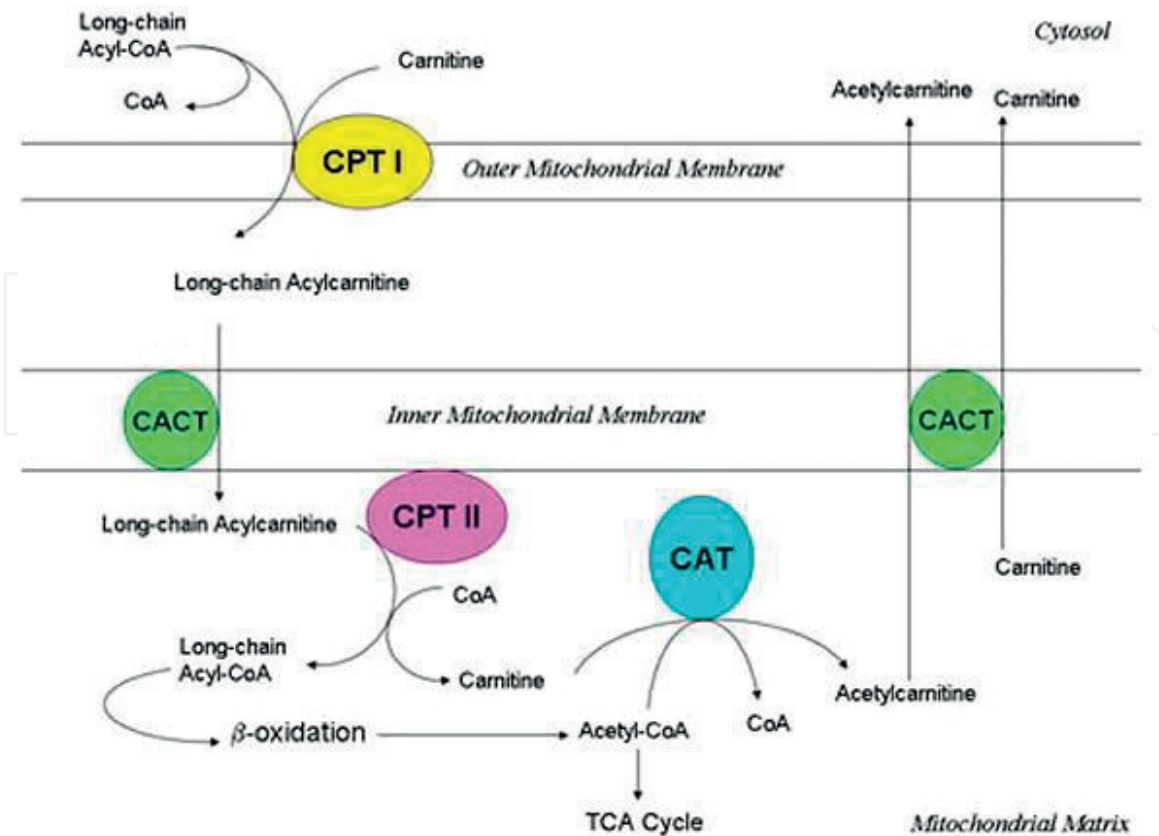 Long-chain
Acyl-CoA
Cytosol
Carnitine
CoA
Acetylcarnitine
Carnitine
CPT I
Outer Mitochondrial Membrane
Long-chain Acylcarnitine
CACT
Inner Mitochondrial Membrane
CACT
Long-chain Acylcarnitine
CPT II
CAT
CoA
Carnitine
Long-chain
Acyl-CoA
Carnitine
Acetylcarnitine
β-oxidation
Acetyl-CoA
CoA
TCA Cycle
Mitochondrial Matrix